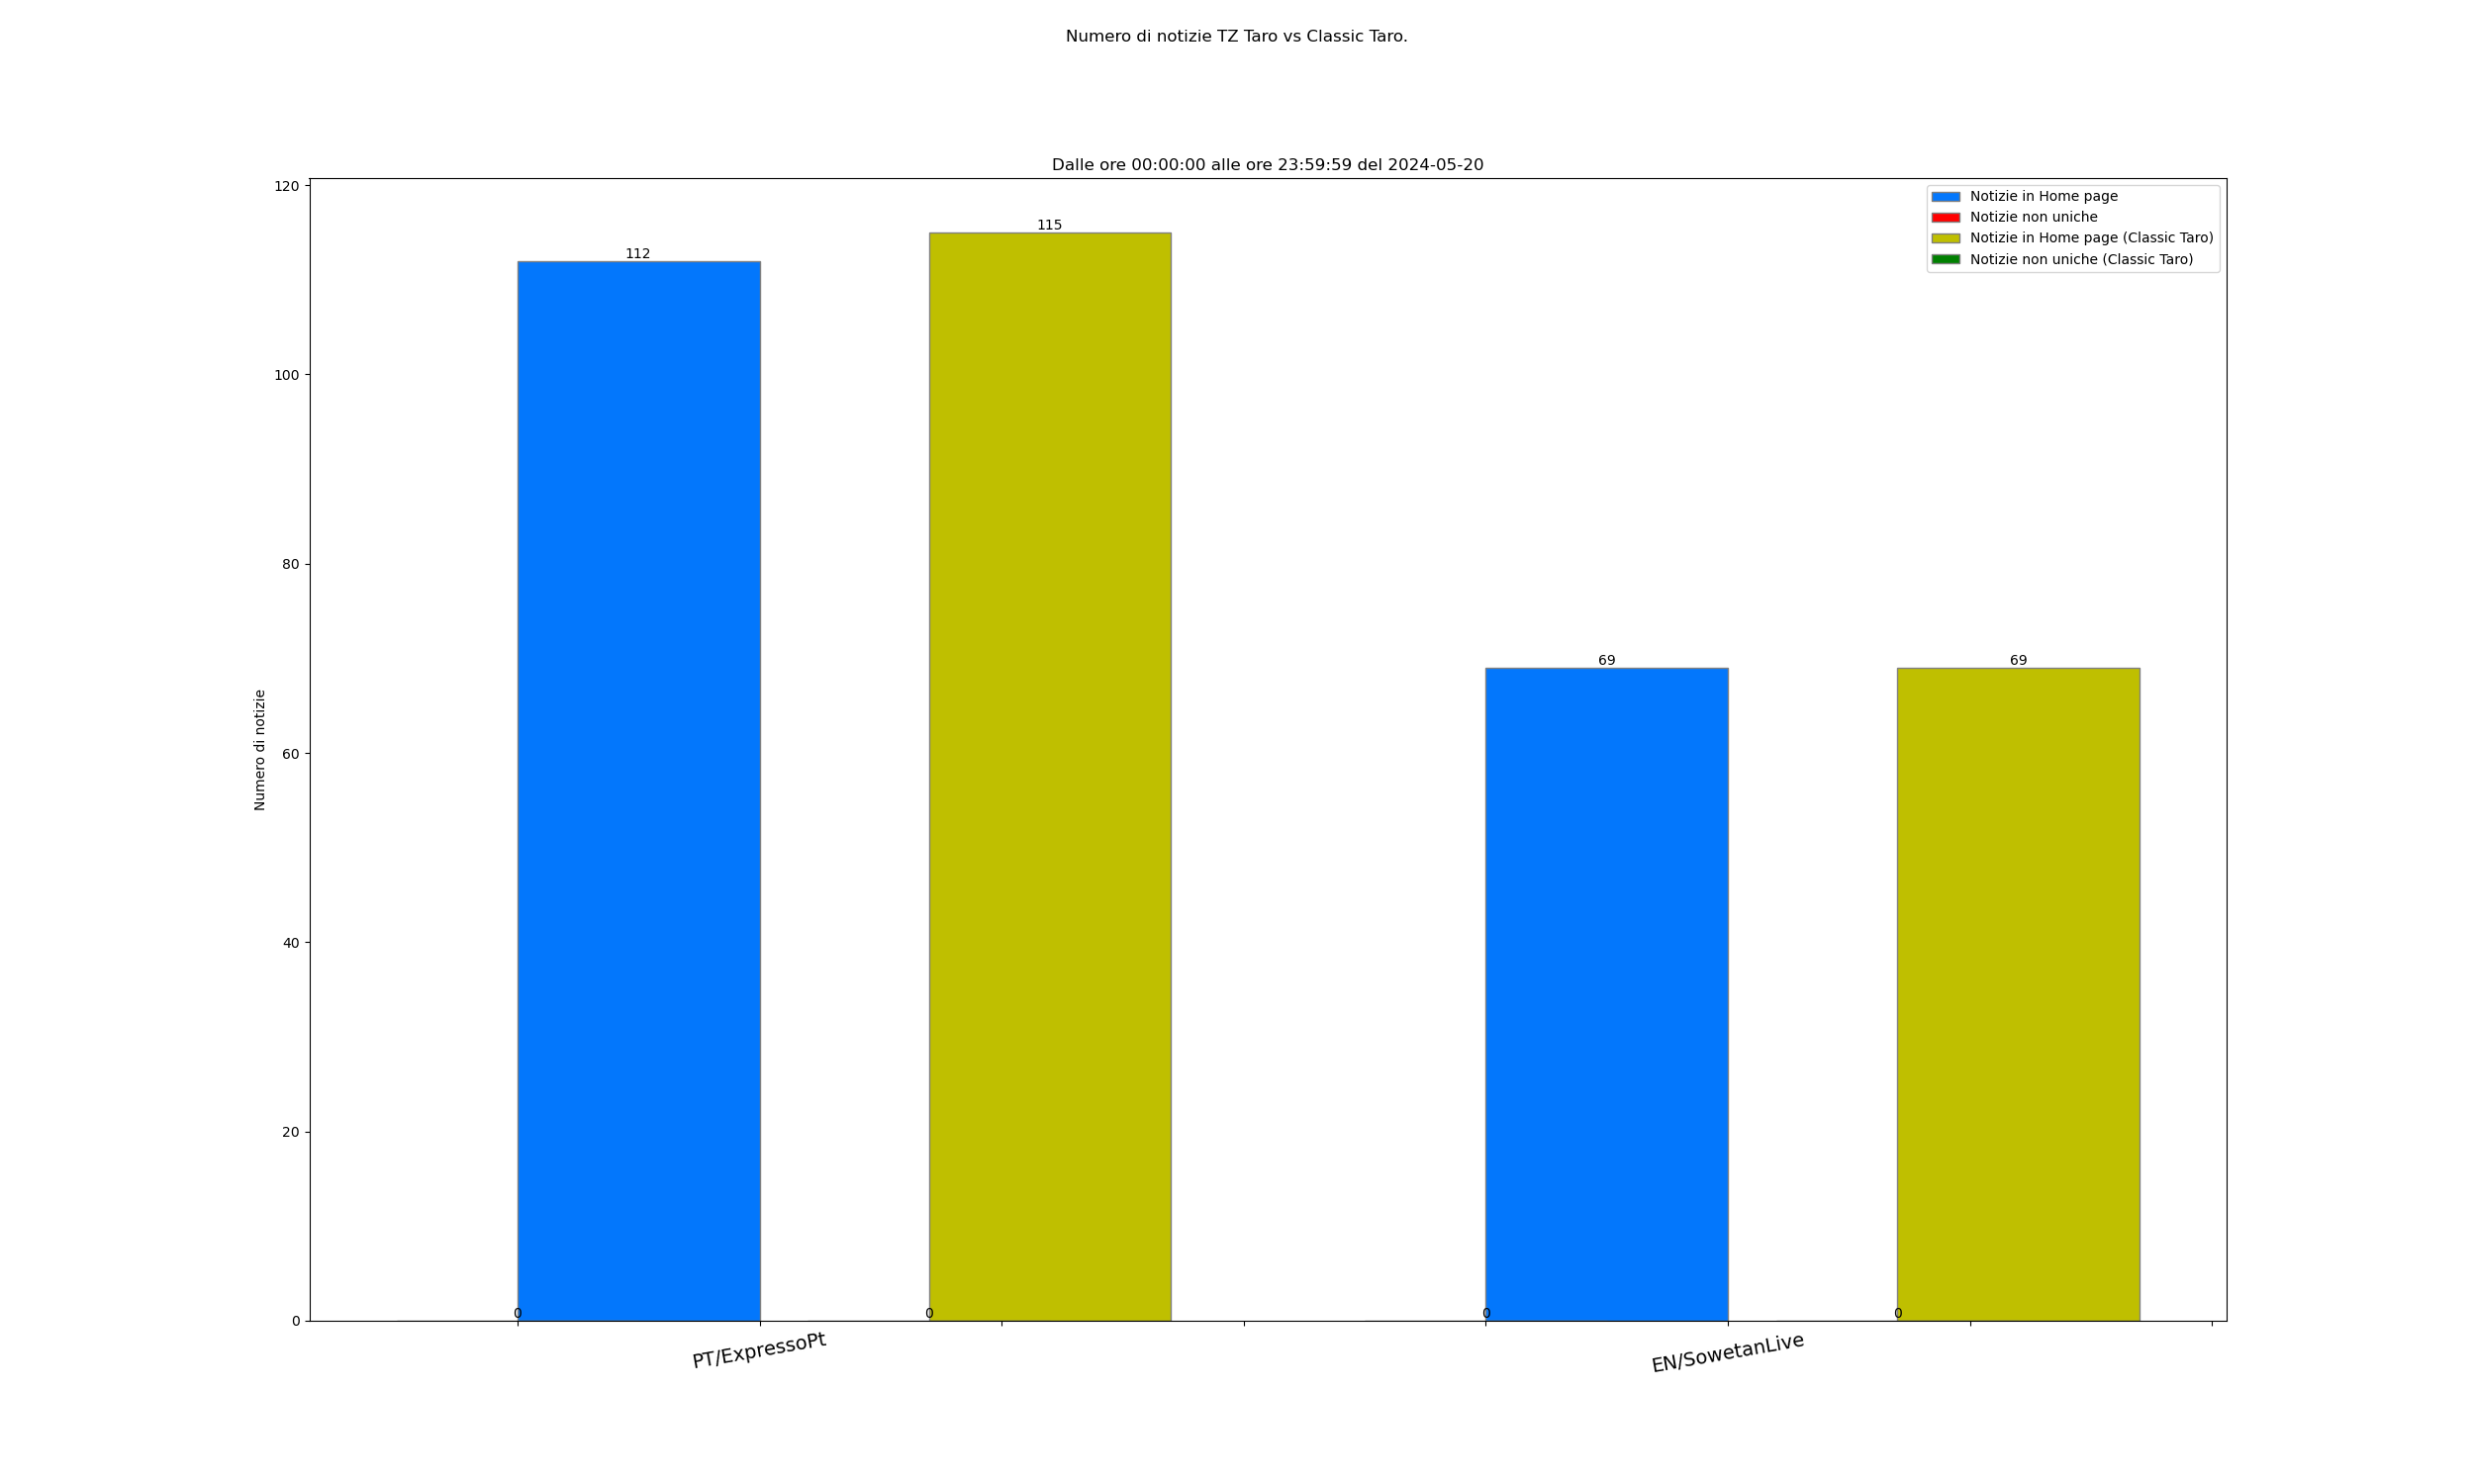 Numero di notizie TZ Taro vs Classic Taro.
Dalle ore 00:00:00 alle ore 23:59:59 del 2024-05-20
Notizie in Home page
Notizie non uniche
Notizie in Home page (Classic Taro)
Notizie non uniche (Classic Taro)
Numero di notizie
120
100
80
60
40
20
0
112
115
69
69
0
0
0
0
PT/ExpressoPt
EN/SowetanLive